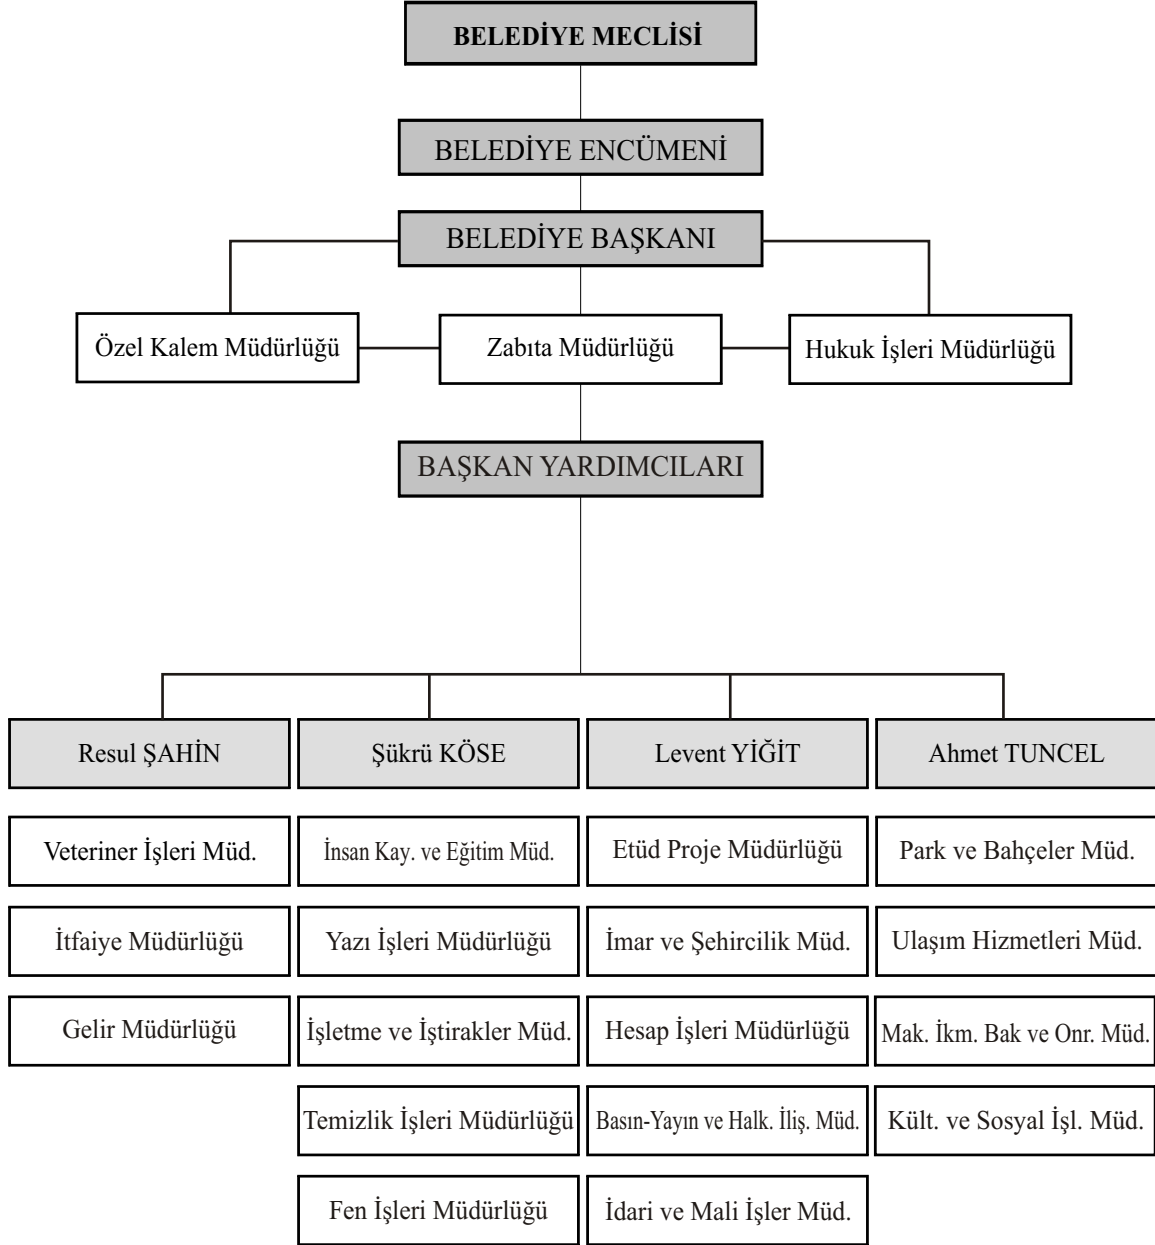 BELEDİYE MECLİSİ
BELEDİYE ENCÜMENİ
BELEDİYE BAŞKANI
Özel Kalem Müdürlüğü
Zabıta Müdürlüğü
Hukuk İşleri Müdürlüğü
BAŞKAN YARDIMCILARI
Resul ŞAHİN
Şükrü KÖSE
Levent YİĞİT
Ahmet TUNCEL
Veteriner İşleri Müd.
İnsan Kay. ve Eğitim Müd.
Etüd Proje Müdürlüğü
Park ve Bahçeler Müd.
İtfaiye Müdürlüğü
Yazı İşleri Müdürlüğü
İmar ve Şehircilik Müd.
Ulaşım Hizmetleri Müd.
Gelir Müdürlüğü
İşletme ve İştirakler Müd.
Hesap İşleri Müdürlüğü
Mak. İkm. Bak ve Onr. Müd.
Temizlik İşleri Müdürlüğü
Basın-Yayın ve Halk. İliş. Müd.
Kült. ve Sosyal İşl. Müd.
Fen İşleri Müdürlüğü
İdari ve Mali İşler Müd.